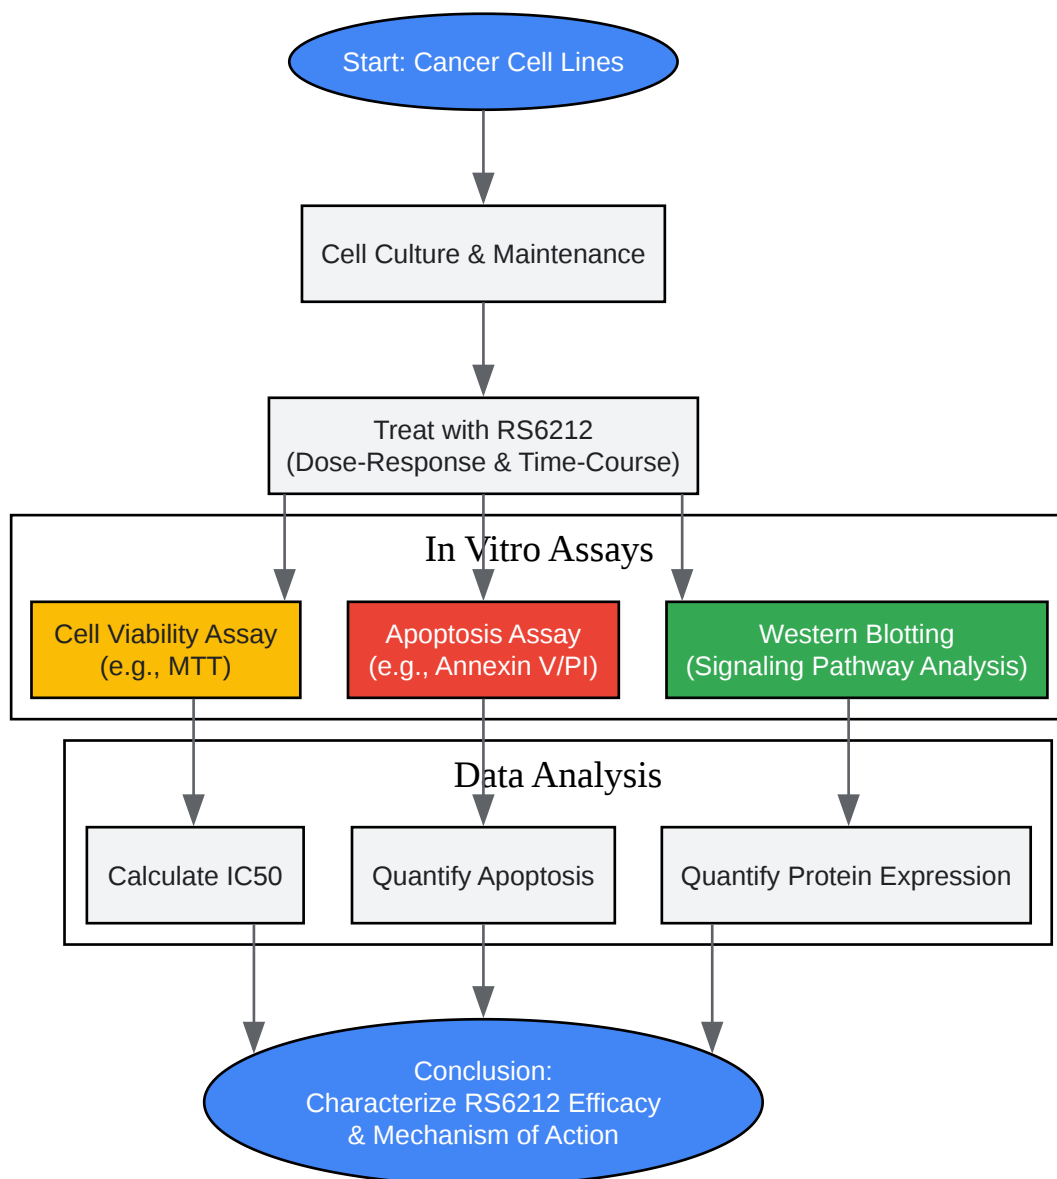 Start: Cancer Cell Lines
Cell Culture & Maintenance
Treat with RS6212
(Dose-Response & Time-Course)
In Vitro Assays
Cell Viability Assay
(e.g., MTT)
Apoptosis Assay
(e.g., Annexin V/PI)
Western Blotting
(Signaling Pathway Analysis)
Data Analysis
Calculate IC50
Quantify Apoptosis
Quantify Protein Expression
Conclusion:
Characterize RS6212 Efficacy
& Mechanism of Action